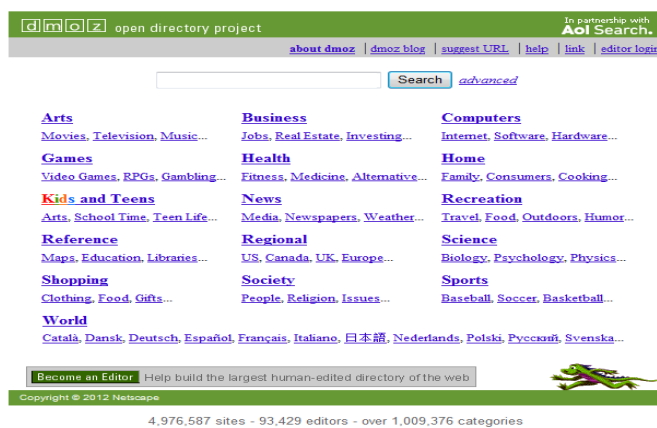 dmoz open directory project
In partnership with
Aol Search.
about dmoz | dmoz blog | suggest URL | help | link | editor login
Search advanced
Arts Business Computers
Movies, Television, Music... Jobs, Real Estate, Investing... Internet, Software, Hardware...
Games Health Home
Video Games, RPGs, Gambling... Fitness, Medicine, Alternative... Family, Consumers, Cooking...
Kids and Teens News Recreation
Arts, School Time, Teen Life... Media, Newspapers, Weather... Travel, Food, Outdoors, Humor...
Reference Regional Science
Maps, Education, Libraries... US, Canada, UK, Europe... Biology, Psychology, Physics...
Shopping Society Sports
Clothing, Food, Gifts... People, Religion, Issues... Baseball, Soccer, Basketball...
World
Català, Dansk, Deutsch, Español, Français, Italiano, 日本語, Nederlands, Polski, Русский, Svenska...
Become an Editor Help build the largest human-edited directory of the web
Copyright © 2012 Netscape
4,976,587 sites - 93,429 editors - over 1,009,376 categories